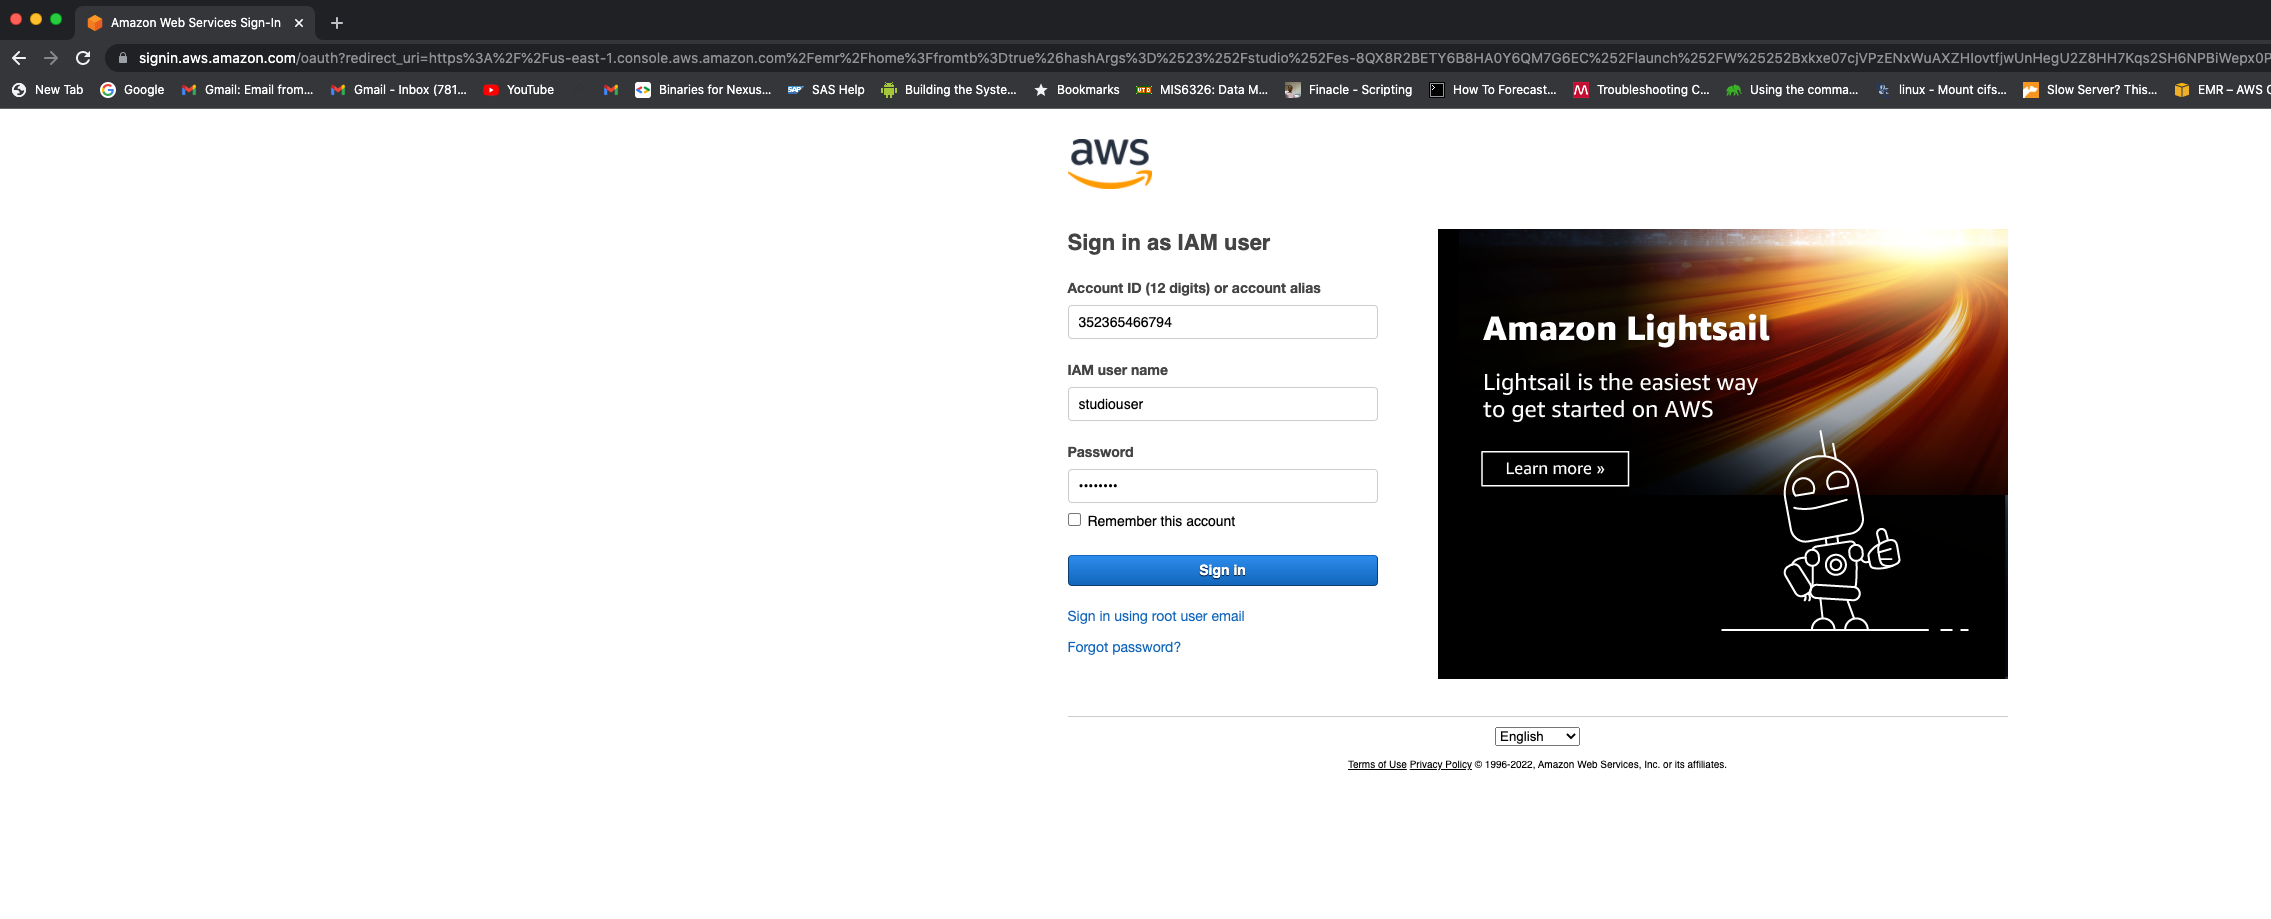 Amazon Web Services Sign-In
signin.aws.amazon.com/oauth?redirect_uri=https%3A%2F%2Fus-east-1.console.aws.amazon.com%2Femr%2Fhome%3Ffromtb%3Dtrue%26hashArgs%3D%2523%252Fstudio%252Fes-8QX8R2BETY6B8HA0Y6QM7G6EC%252Flaunch%252FW%25252Bxkxe07cjVPzENxWuAXZHIovtfjwUnHegU2Z8HH7Kqs2SH6NPBiWepx0P
New Tab Google Gmail: Email from... Gmail - Inbox (781... YouTube Binaries for Nexus... SAS Help Building the Syste... Bookmarks MIS6326: Data M... Finacle - Scripting How To Forecast... Troubleshooting C... Using the comma... linux - Mount cifs... Slow Server? This... EMR – AWS
aws
Sign in as IAM user
Account ID (12 digits) or account alias
352365466794
IAM user name
studiouser
Password
••••••••
Remember this account
Sign in
Sign in using root user email
Forgot password?
Amazon Lightsail
Lightsail is the easiest way
to get started on AWS
Learn more »
English
Terms of Use Privacy Policy © 1996-2022, Amazon Web Services, Inc. or its affiliates.